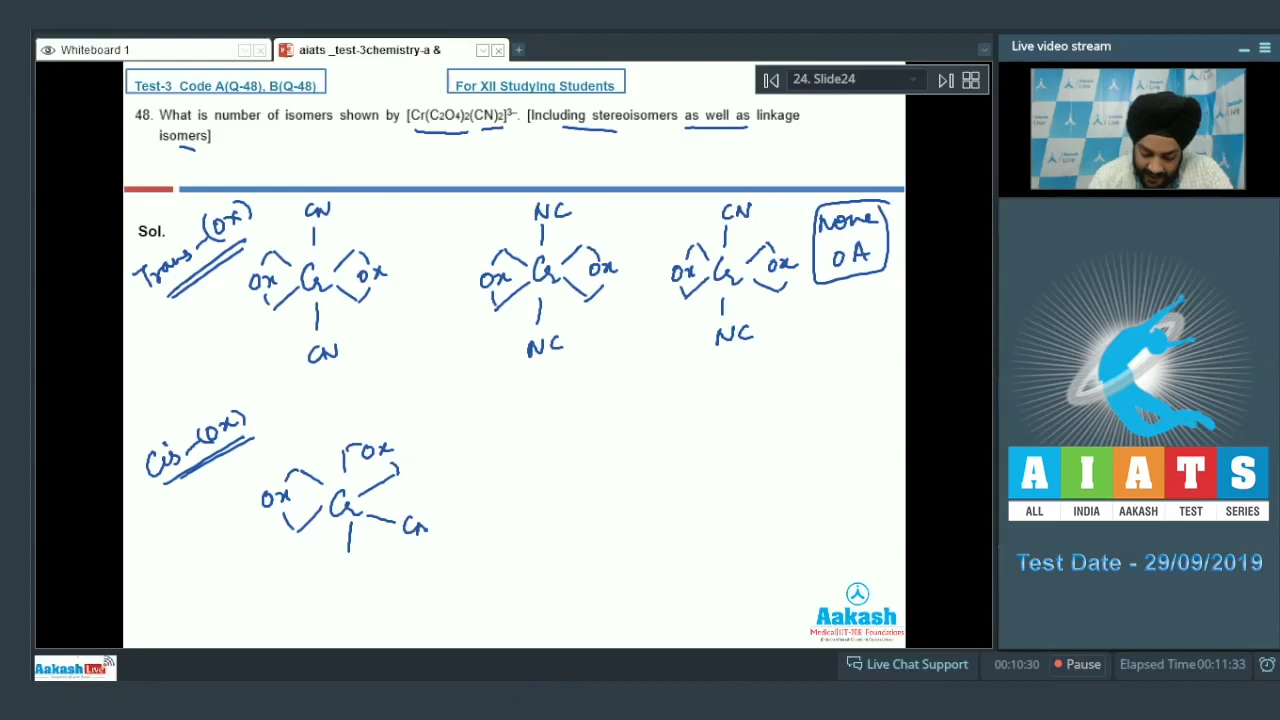 Whiteboard 1
aiats _test-3chemistry-a &
Live video stream
Test-3 Code A(Q-48), B(Q-48)
For XII Studying Students
24. Slide24
48. What is number of isomers shown by [Cr(C₂O₄)₂(CN)₂]³⁻. [Including stereoisomers as well as linkage
isomers]
Sol.
Trans-(ox)
CN
ox Cr ox
CN
NC
ox Cr ox
NC
CN
ox Cr ox
NC
None
OA
Cis-(ox)
ox
ox Cr
CN
AIATS
ALL INDIA AAKASH TEST SERIES
Test Date - 29/09/2019
Aakash
Medical|IIT-JEE|Foundations
Aakash Live
Live Chat Support
00:10:30
Pause
Elapsed Time 00:11:33